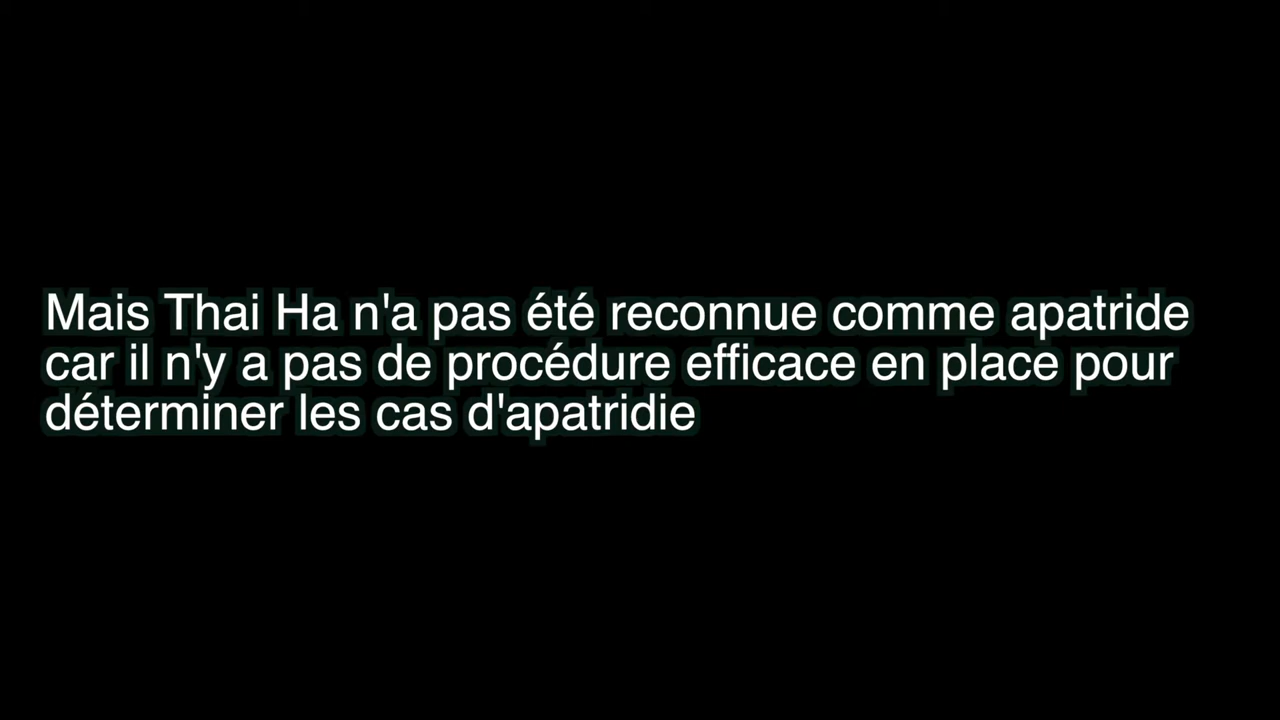 Mais Thai Ha n'a pas été reconnue comme apatride
car il n'y a pas de procédure efficace en place pour
déterminer les cas d'apatridie